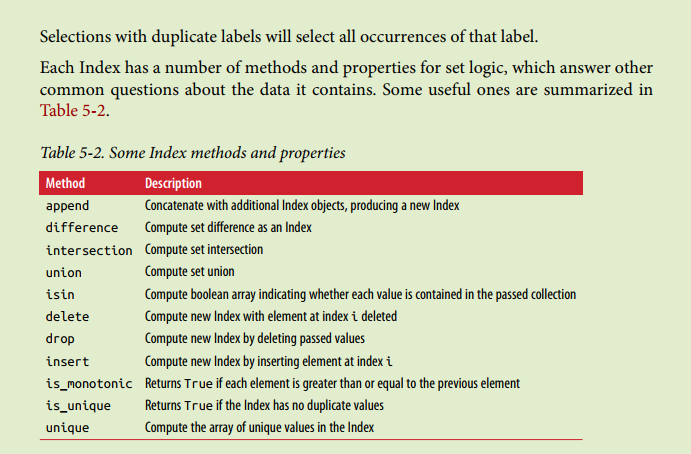 Selections with duplicate labels will select all occurrences of that label.
Each Index has a number of methods and properties for set logic, which answer other
common questions about the data it contains. Some useful ones are summarized in
Table 5-2.
Table 5-2. Some Index methods and properties
Method Description
append Concatenate with additional Index objects, producing a new Index
difference Compute set difference as an Index
intersection Compute set intersection
union Compute set union
isin Compute boolean array indicating whether each value is contained in the passed collection
delete Compute new Index with element at index i deleted
drop Compute new Index by deleting passed values
insert Compute new Index by inserting element at index i
is_monotonic Returns True if each element is greater than or equal to the previous element
is_unique Returns True if the Index has no duplicate values
unique Compute the array of unique values in the Index